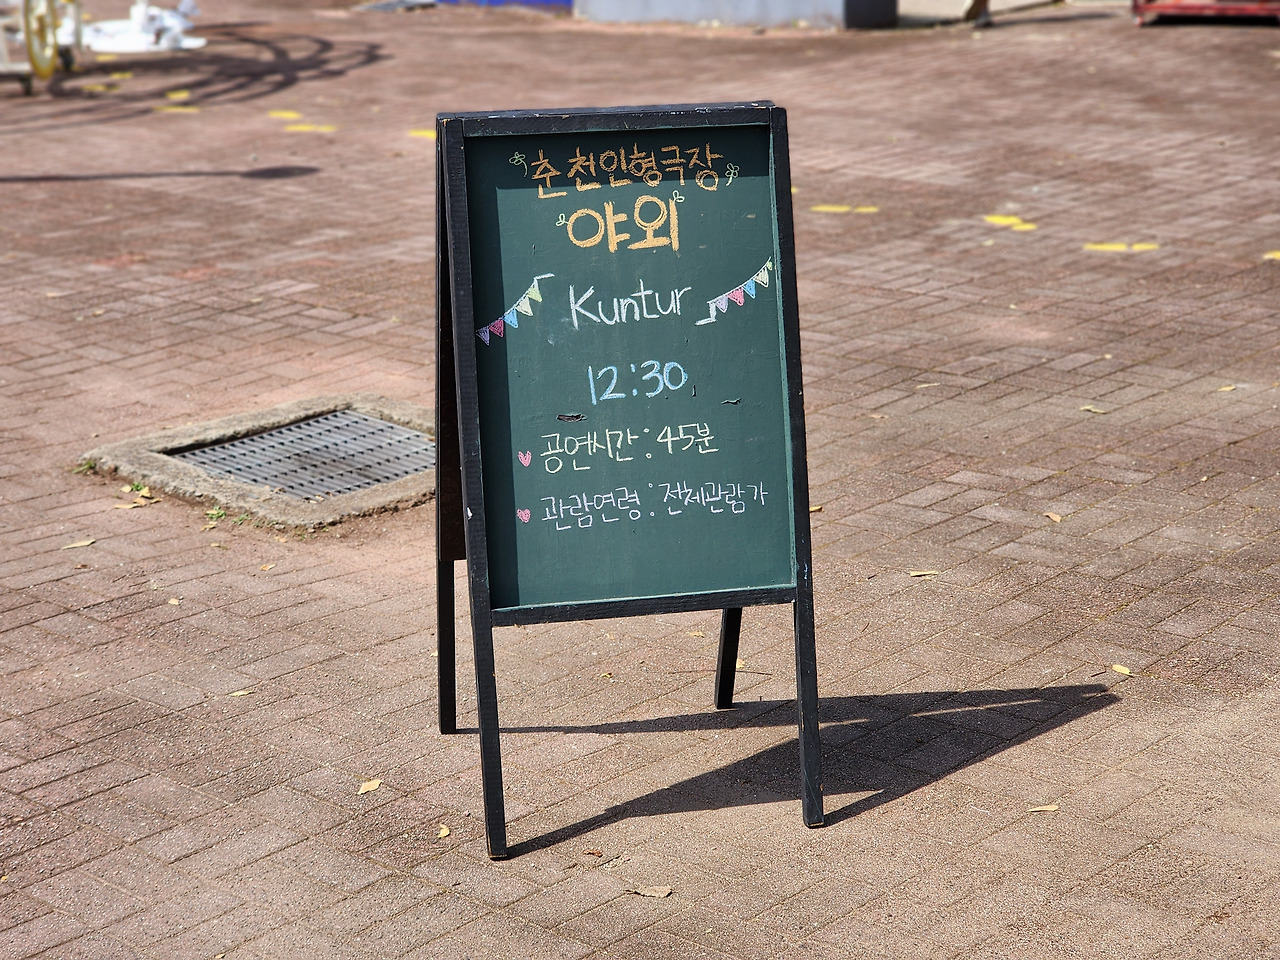 춘천인형극장
야외
Kuntur
12:30
공연시간 : 45분
관람연령 : 전체관람가